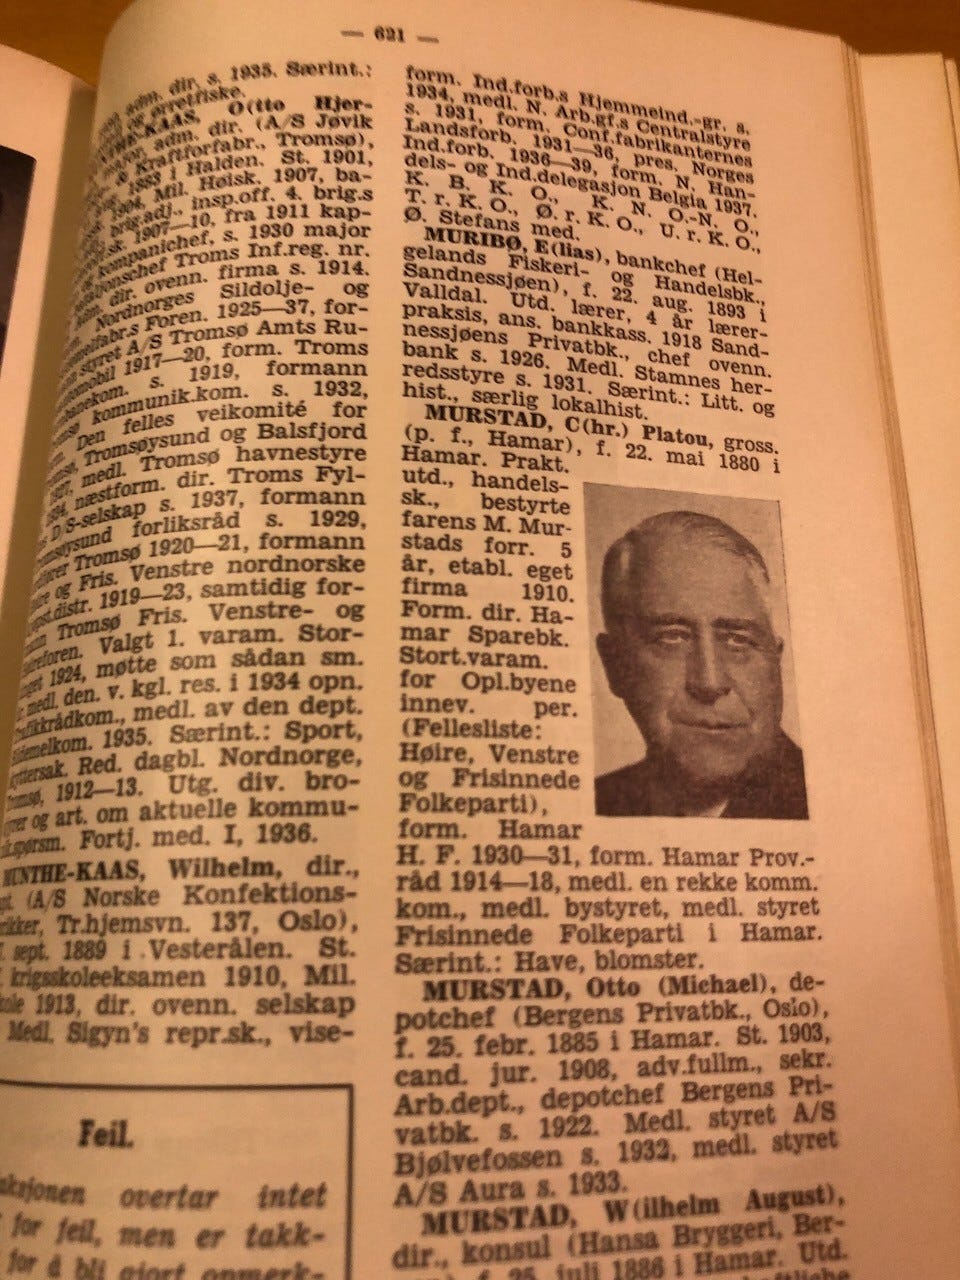 — 621 —
adm. dir. s. 1935. Særint.:
og ørretfiske.
O(tto Hjer-
major, adm. dir. (A/S Jøvik
& Kraftforfabr., Tromsø),
1883 i Halden. St. 1901,
1904, Mil. Høisk. 1907, ba-
brig.adj., insp.off. 4. brig.s
1907—10, fra 1911 kap-
og kompanichef, s. 1930 major
Troms Inf.reg. nr.
dir. ovenn. firma s. 1914.
Nordnorges Sildolje- og
Foren. 1925—37, for-
styret A/S Tromsø Amts Ru-
1917—20, form. Troms
s. 1919, formann
kommunik.kom. s. 1932,
Den felles veikomité for
Tromsøysund og Balsfjord
medl. Tromsø havnestyre
næstform. dir. Troms Fyl-
D/S-selskap s. 1937, formann
forliksråd s. 1929,
Tromsø 1920—21, formann
og Fris. Venstre nordnorske
1919—23, samtidig for-
Tromsø Fris. Venstre- og
Valgt 1. varam. Stor-
1924, møtte som sådan sm.
medl. den. v. kgl. res. i 1934 opn.
medl. av den dept.
1935. Særint.: Sport,
Red. dagbl. Nordnorge,
1912—13. Utg. div. bro-
og art. om aktuelle kommu-
Fortj. med. I, 1936.
MUNTHE-KAAS, Wilhelm, dir.,
(A/S Norske Konfektions-
Tr.hjemsvn. 137, Oslo),
sept. 1889 i Vesterålen. St.
krigsskoleeksamen 1910, Mil.
1913, dir. ovenn. selskap
Medl. Sigyn's repr.sk., vise-
Feil.
overtar intet
for feil, men er takk-
for å bli gjort opmerk-
form. Ind.forb.s Hjemmeind.-gr. s.
1934, medl. N. Arb.gf.s Centralstyre
s. 1931, form. Conf.fabrikanternes
Landsforb. 1931—36, pres. Norges
Ind.forb. 1936—39, form. N. Han-
dels- og Ind.delegasjon Belgia 1937.
K. B. K. O., K. N. O.-N. O.,
T. r. K. O., Ø. r. K. O., U. r. K. O.,
Ø. Stefans med.
MURIBØ, E(lias), bankchef (Hel-
gelands Fiskeri- og Handelsbk.,
Sandnessjøen), f. 22. aug. 1893 i
Valldal. Utd. lærer, 4 år lærer-
praksis, ans. bankkass. 1918 Sand-
nessjøens Privatbk., chef ovenn.
bank s. 1926. Medl. Stamnes her-
redsstyre s. 1931. Særint.: Litt. og
hist., særlig lokalhist.
MURSTAD, C(hr.) Platou, gross.
(p. f., Hamar), f. 22. mai 1880 i
Hamar. Prakt.
utd., handels-
sk., bestyrte
farens M. Mur-
stads forr. 5
år, etabl. eget
firma 1910.
Form. dir. Ha-
mar Sparebk.
Stort.varam.
for Opl.byene
innev. per.
(Fellesliste:
Høire, Venstre
og Frisinnede
Folkeparti),
form. Hamar
H. F. 1930—31, form. Hamar Prov.-
råd 1914—18, medl. en rekke komm.
kom., medl. bystyret, medl. styret
Frisinnede Folkeparti i Hamar.
Særint.: Have, blomster.
MURSTAD, Otto (Michael), de-
potchef (Bergens Privatbk., Oslo),
f. 25. febr. 1885 i Hamar. St. 1903,
cand. jur. 1908, adv.fullm., sekr.
Arb.dept., depotchef Bergens Pri-
vatbk. s. 1922. Medl. styret A/S
Bjølvefossen s. 1932, medl. styret
A/S Aura s. 1933.
MURSTAD, W(ilhelm August),
dir., konsul (Hansa Bryggeri, Ber-
f. 25. juli 1886 i Hamar. Utd.